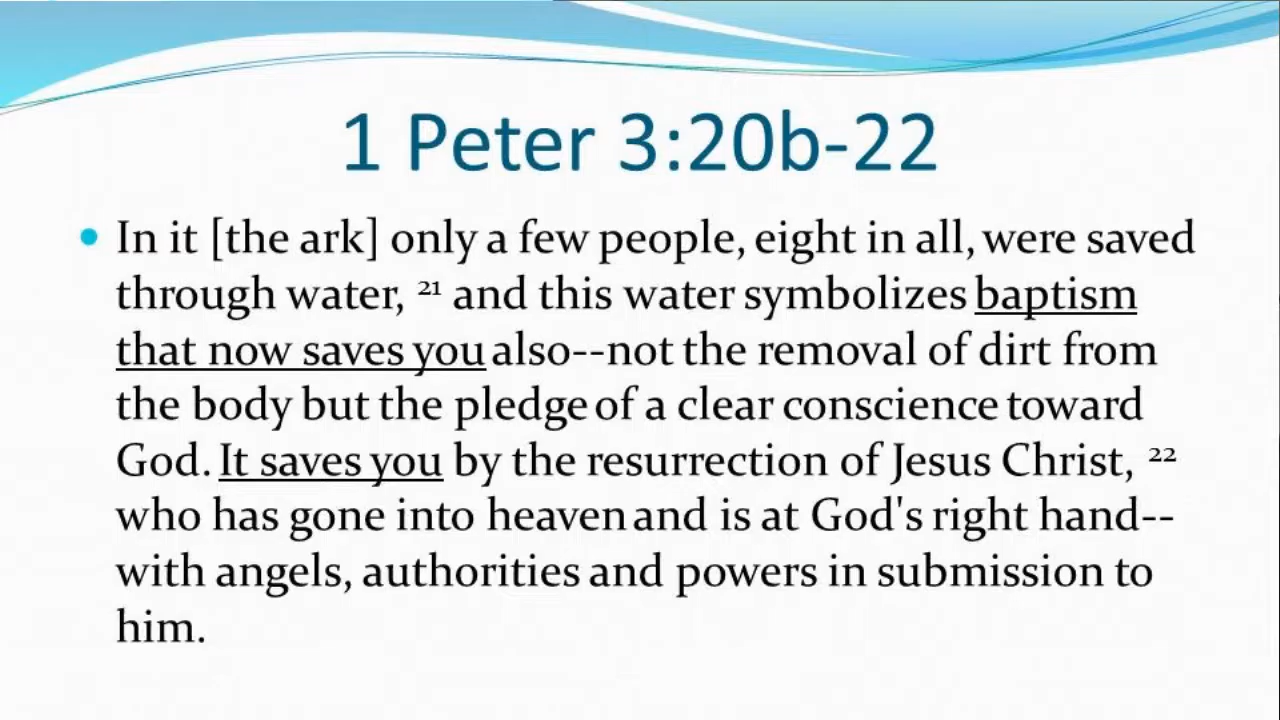 1 Peter 3:20b-22
In it [the ark] only a few people, eight in all, were saved
through water, 21 and this water symbolizes baptism
that now saves you also--not the removal of dirt from
the body but the pledge of a clear conscience toward
God. It saves you by the resurrection of Jesus Christ, 22
who has gone into heaven and is at God's right hand--
with angels, authorities and powers in submission to
him.